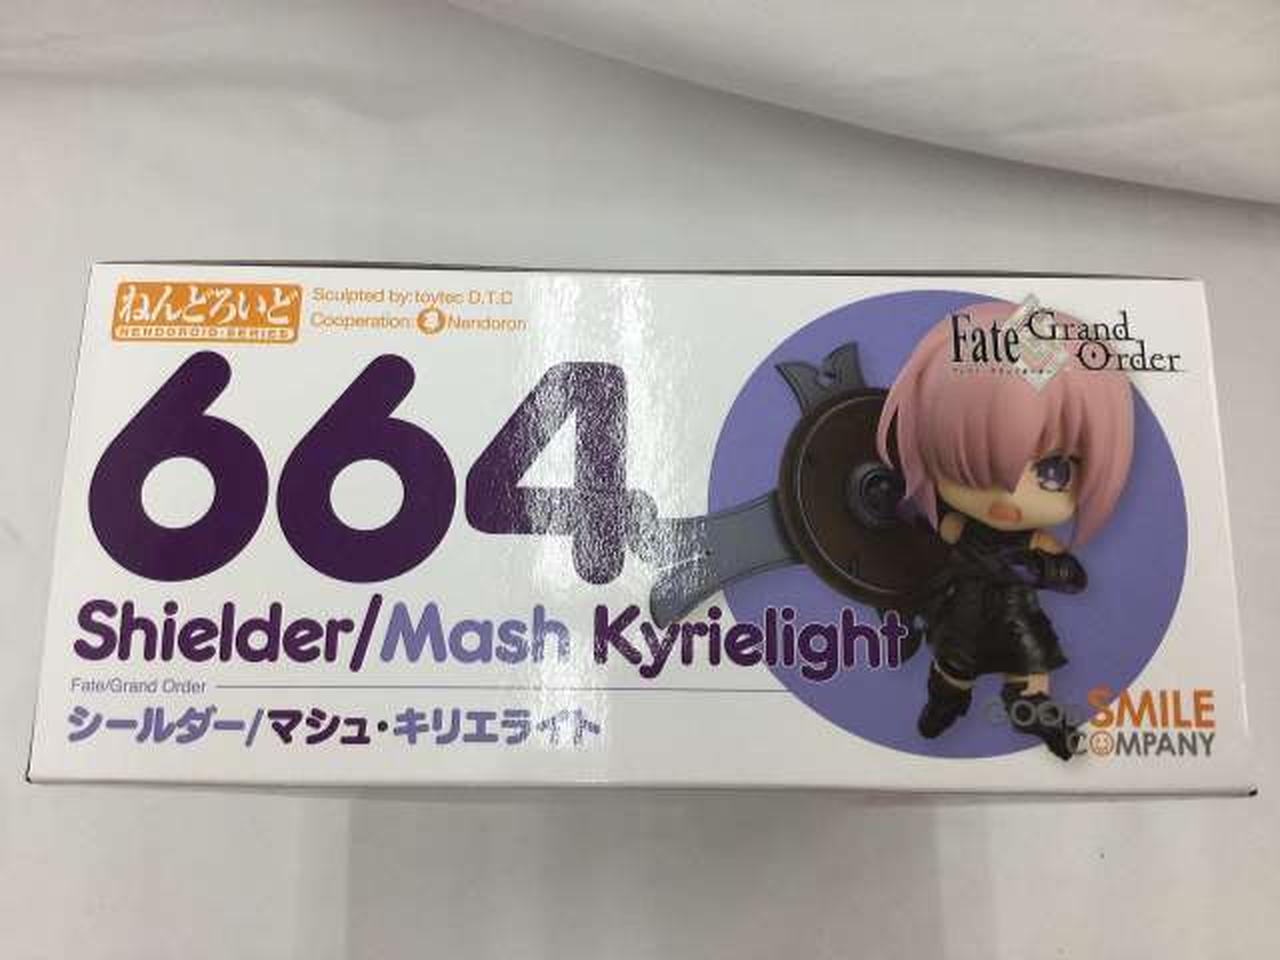 ねんどろいど
NENDOROID-SERIES
Sculpted by:toytec D.T.C
Cooperation: Nendoron
Fate Grand Order
664
Shielder/Mash Kyrielight
Fate/Grand Order
シールダー/マシュ・キリエライト
GOOD SMILE
COMPANY